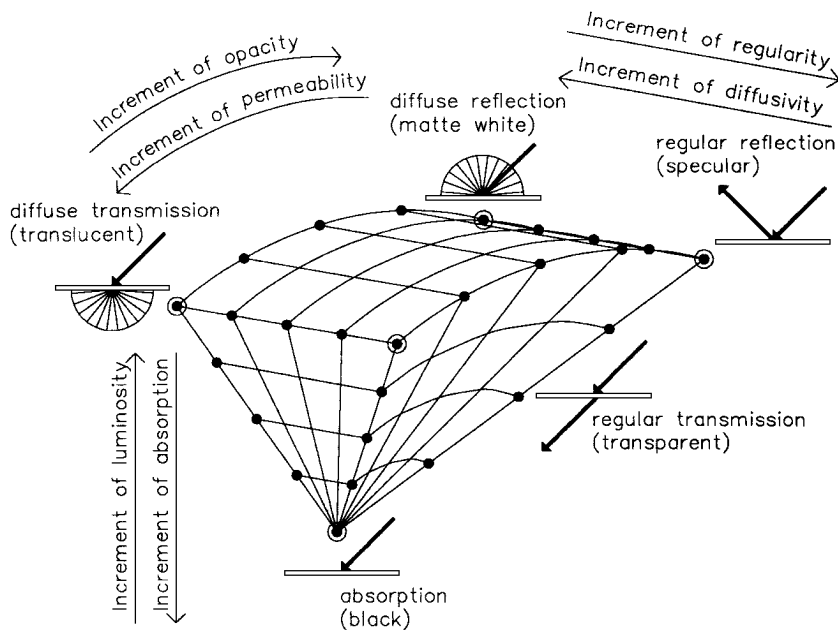 Increment of opacity
Increment of permeability
Increment of regularity
Increment of diffusivity
diffuse reflection
(matte white)
regular reflection
(specular)
diffuse transmission
(translucent)
Increment of luminosity
Increment of absorption
regular transmission
(transparent)
absorption
(black)